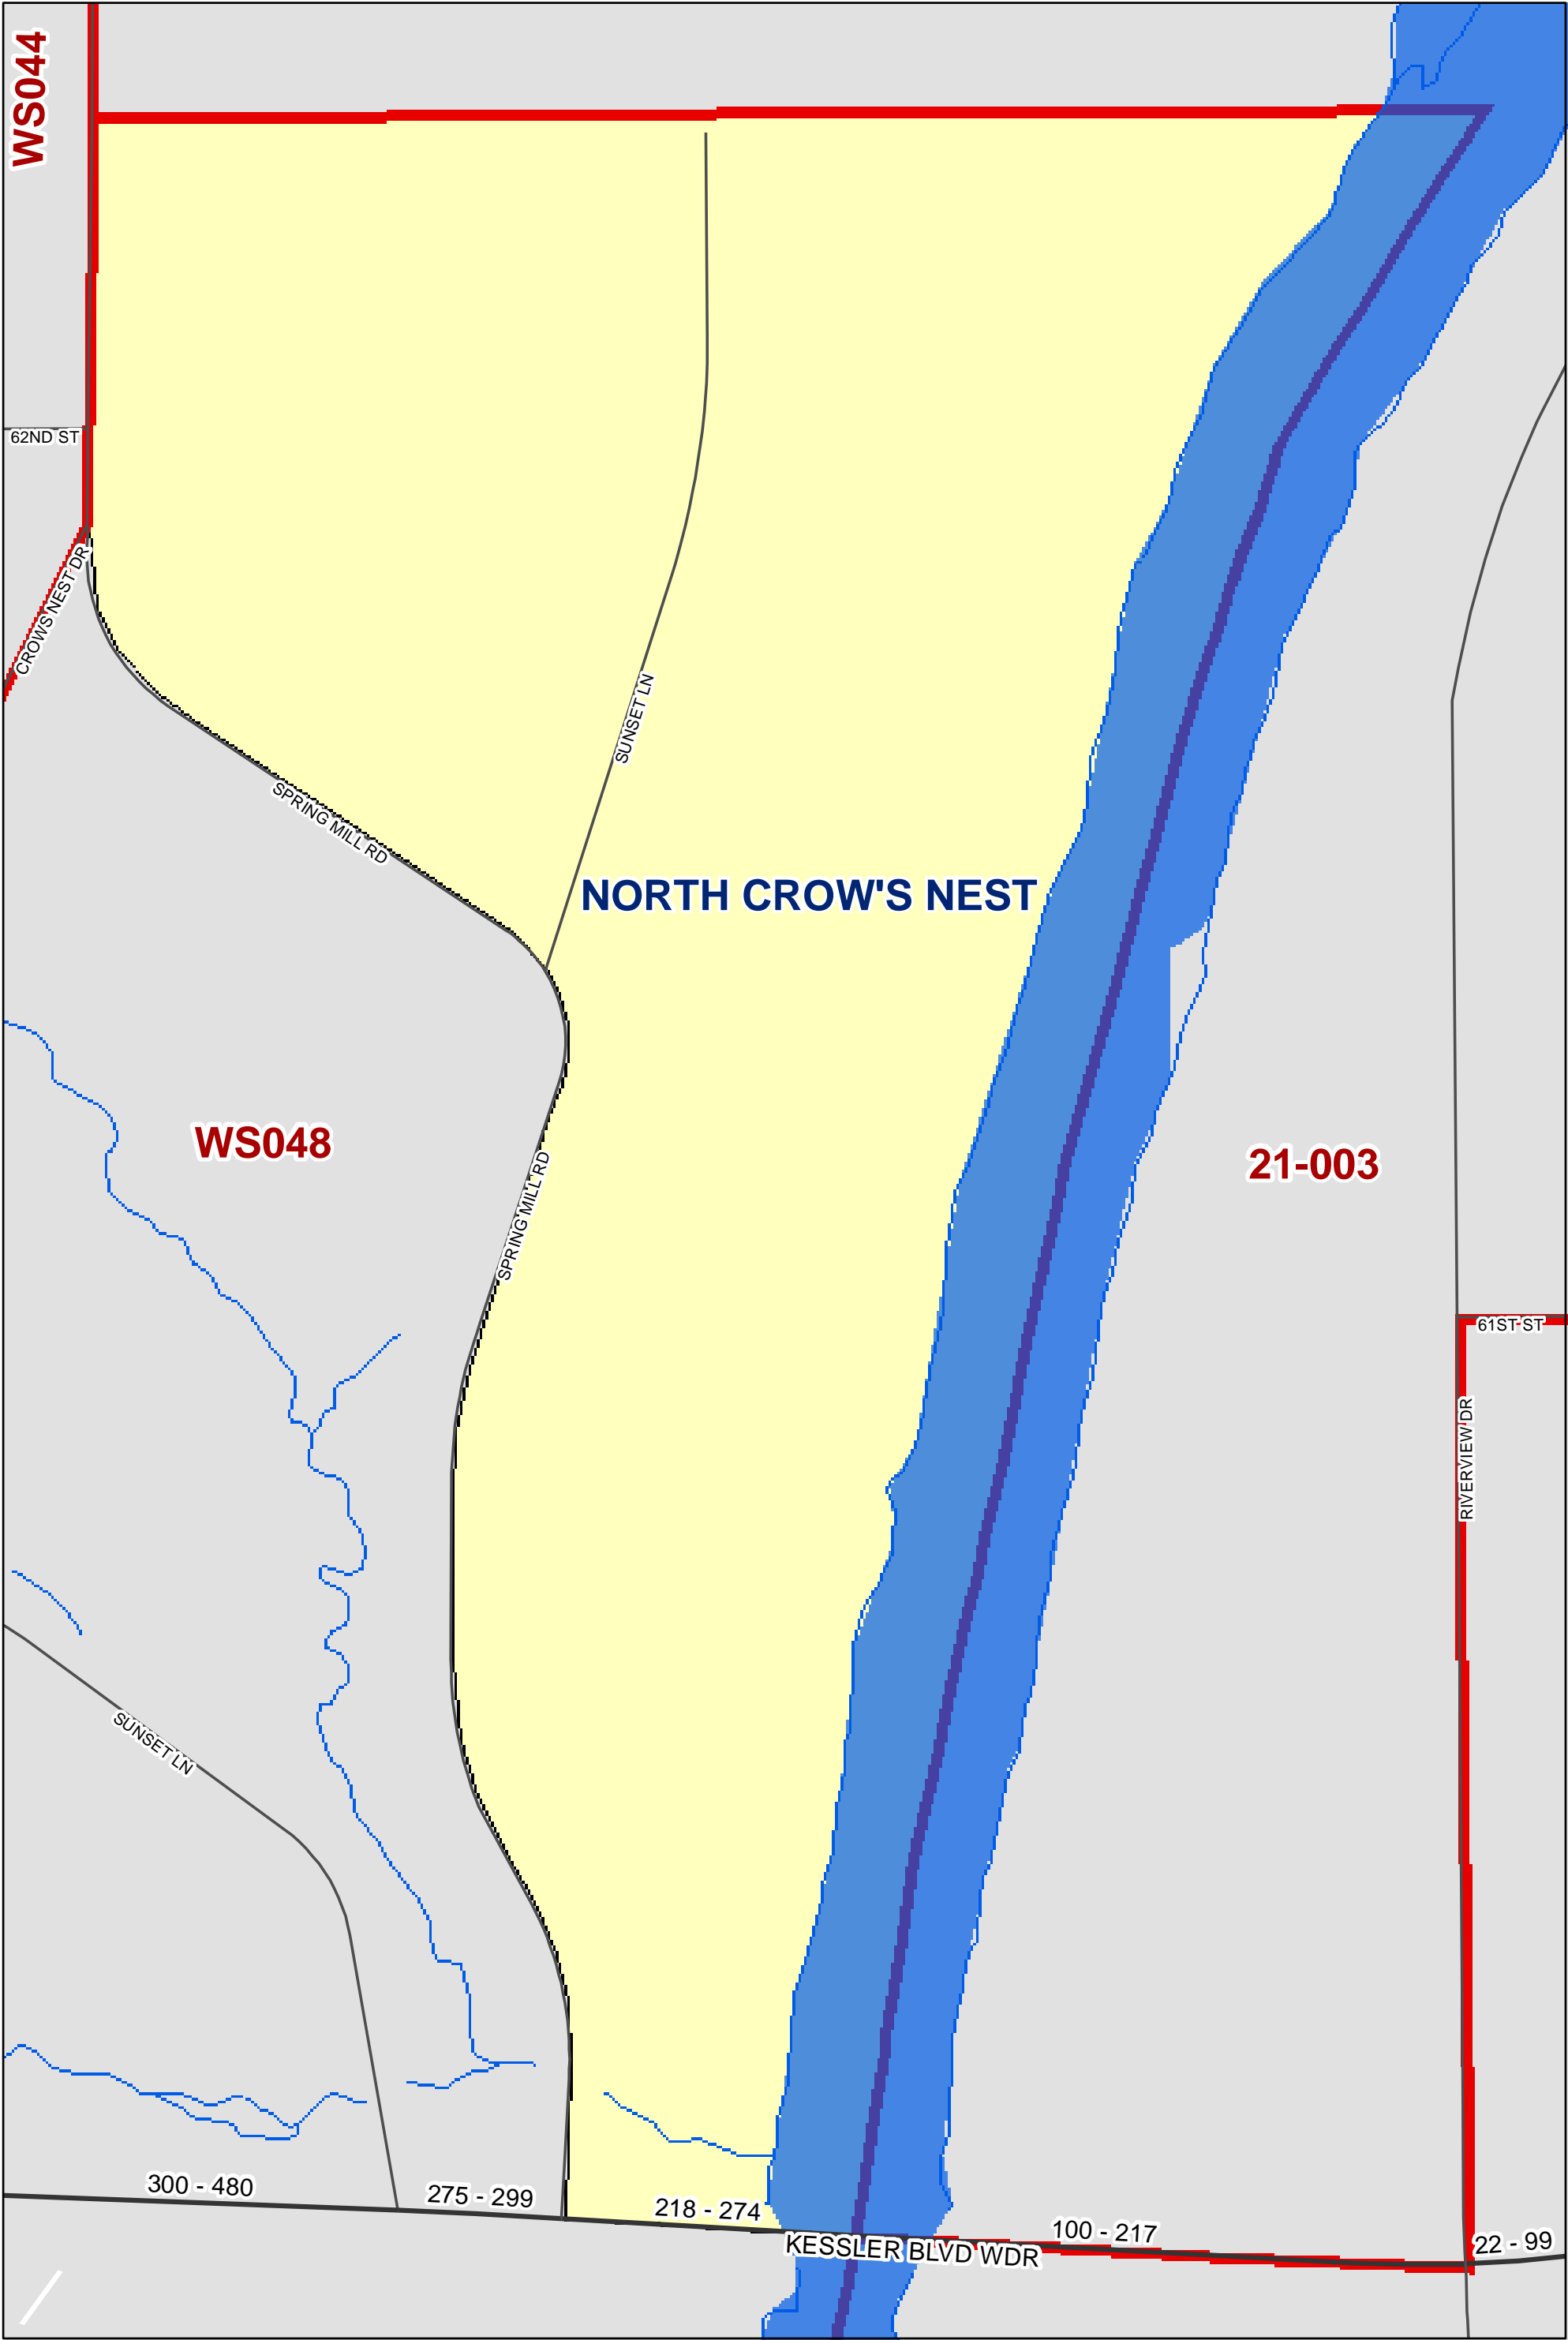 WS044
62ND ST
CROWS NEST DR
SUNSET LN
SPRING MILL RD
NORTH CROW'S NEST
WS048
21-003
SPRING MILL RD
61ST ST
RIVERVIEW DR
SUNSET LN
300 - 480
275 - 299
218 - 274
100 - 217
22 - 99
KESSLER BLVD WDR